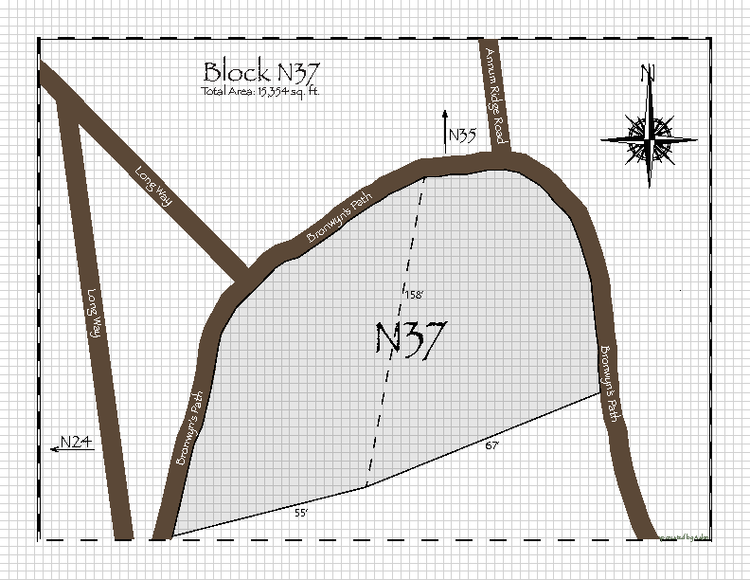 Block N37
Total Area: 15,354 sq. ft.
Annum Ridge Road
N
N35
Long Way
Bronwyn's Path
158'
Long Way
N37
Bronwyn's Path
Bronwyn's Path
N24
67'
55'